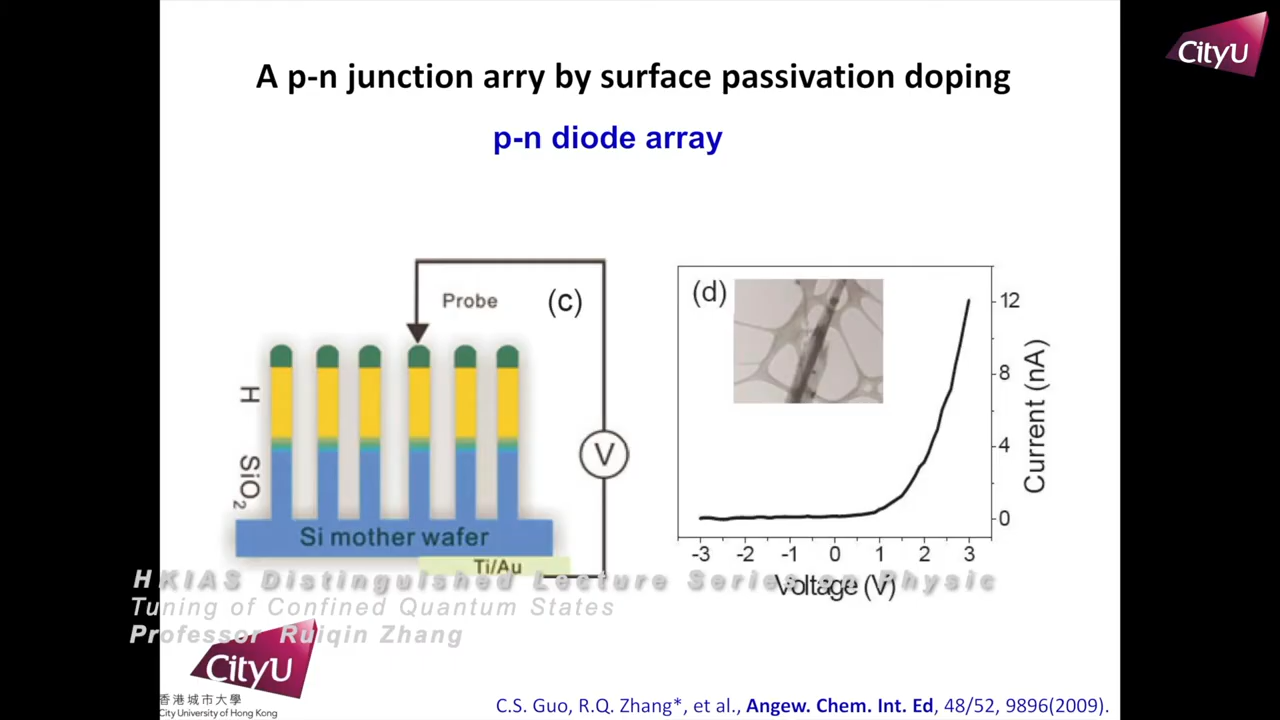 CityU
A p-n junction arry by surface passivation doping
p-n diode array
Probe
(c)
(d)
12
8
4
0
Current (nA)
H
SiO2
V
Si mother wafer
Ti/Au
-3 -2 -1 0 1 2 3
Voltage (V)
HKIAS Distinguished Lecture Series on Physic
Tuning of Confined Quantum States
Professor Ruiqin Zhang
CityU
香港城市大學
City University of Hong Kong
C.S. Guo, R.Q. Zhang*, et al., Angew. Chem. Int. Ed, 48/52, 9896(2009).